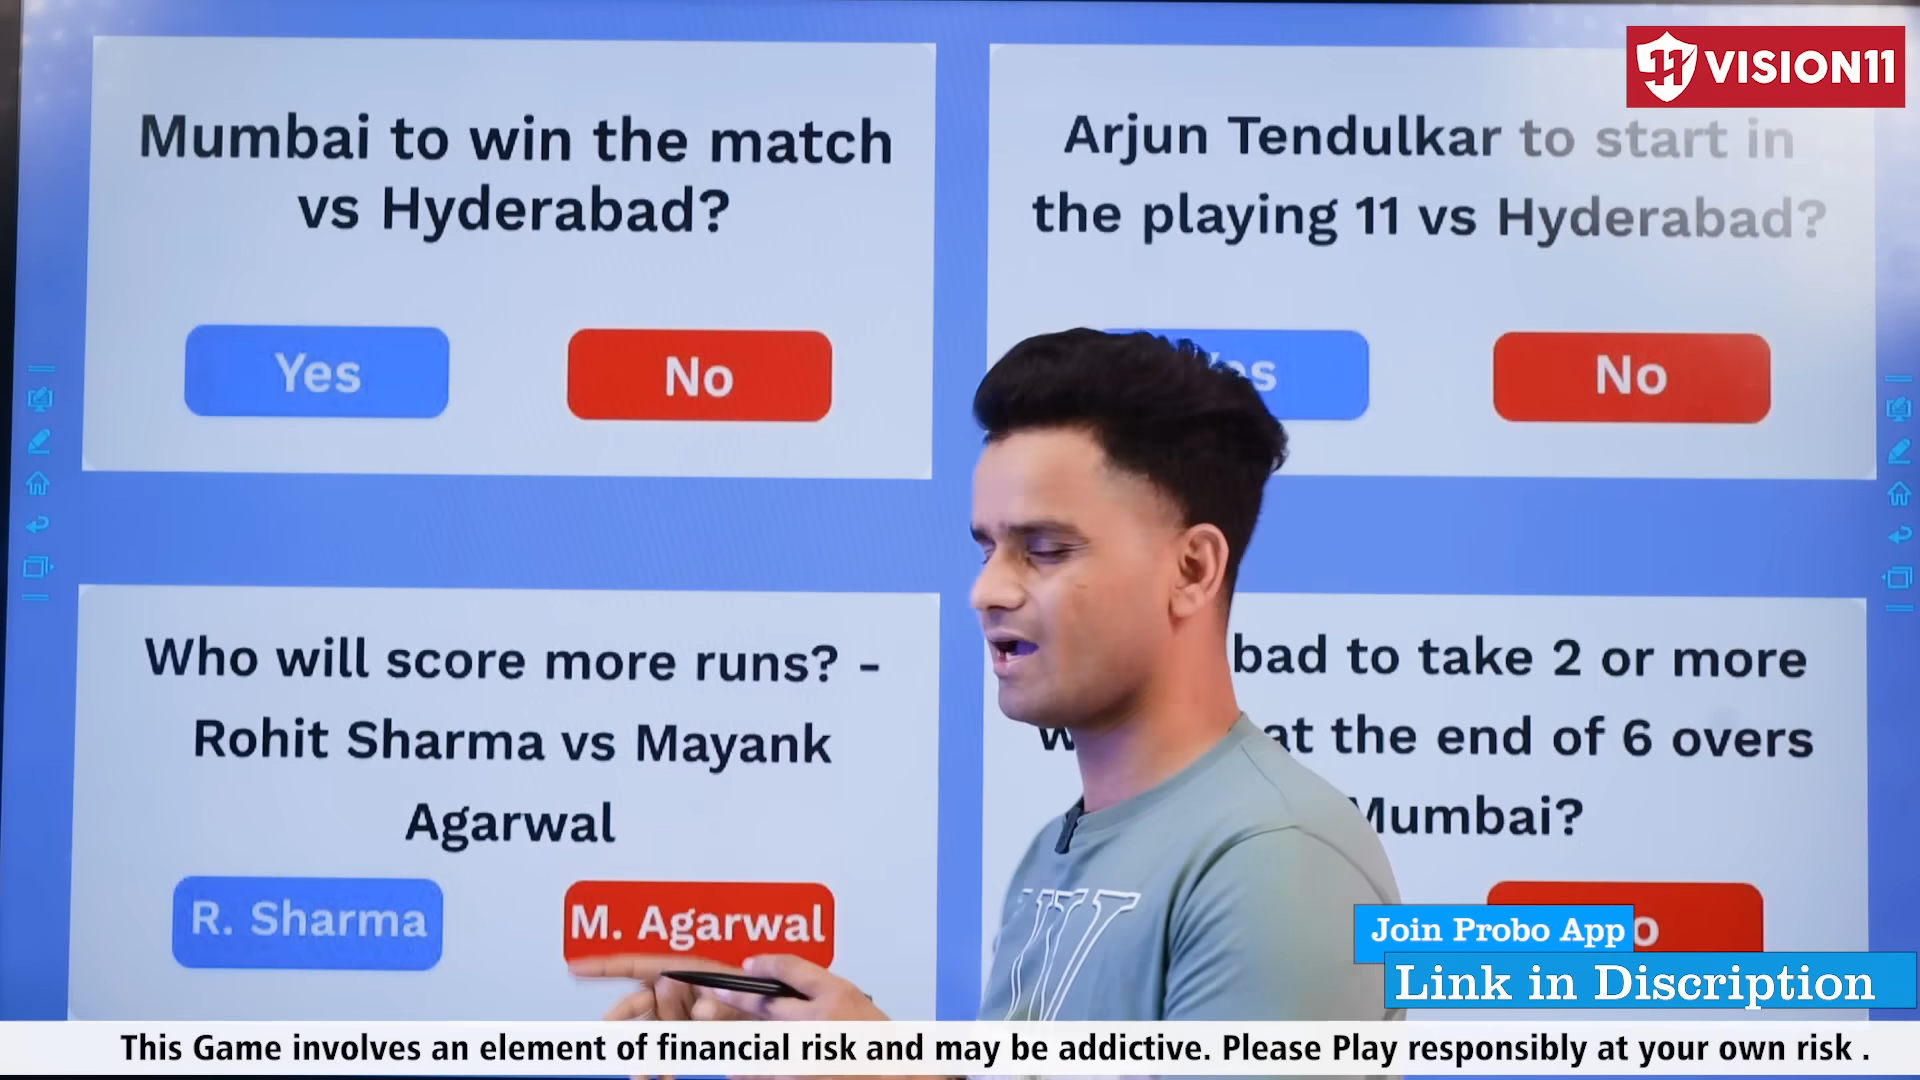 VISION11
Mumbai to win the match
vs Hyderabad?
Yes
No
Arjun Tendulkar to start in
the playing 11 vs Hyderabad?
No
Who will score more runs? -
Rohit Sharma vs Mayank
Agarwal
R. Sharma
M. Agarwal
bad to take 2 or more
at the end of 6 overs
Mumbai?
Join Probo App
Link in Discription
This Game involves an element of financial risk and may be addictive. Please Play responsibly at your own risk .